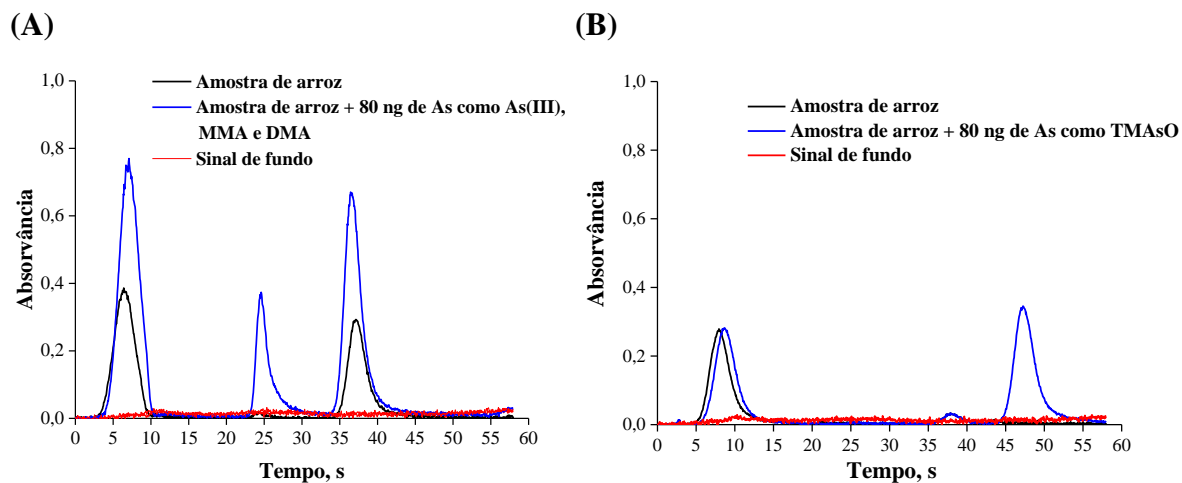 (A)
Amostra de arroz
Amostra de arroz + 80 ng de As como As(III),
MMA e DMA
Sinal de fundo
1,0
0,8
0,6
0,4
0,2
0,0
Absorvância
0 5 10 15 20 25 30 35 40 45 50 55 60
Tempo, s
(B)
Amostra de arroz
Amostra de arroz + 80 ng de As como TMAsO
Sinal de fundo
1,0
0,8
0,6
0,4
0,2
0,0
Absorvância
0 5 10 15 20 25 30 35 40 45 50 55 60
Tempo, s